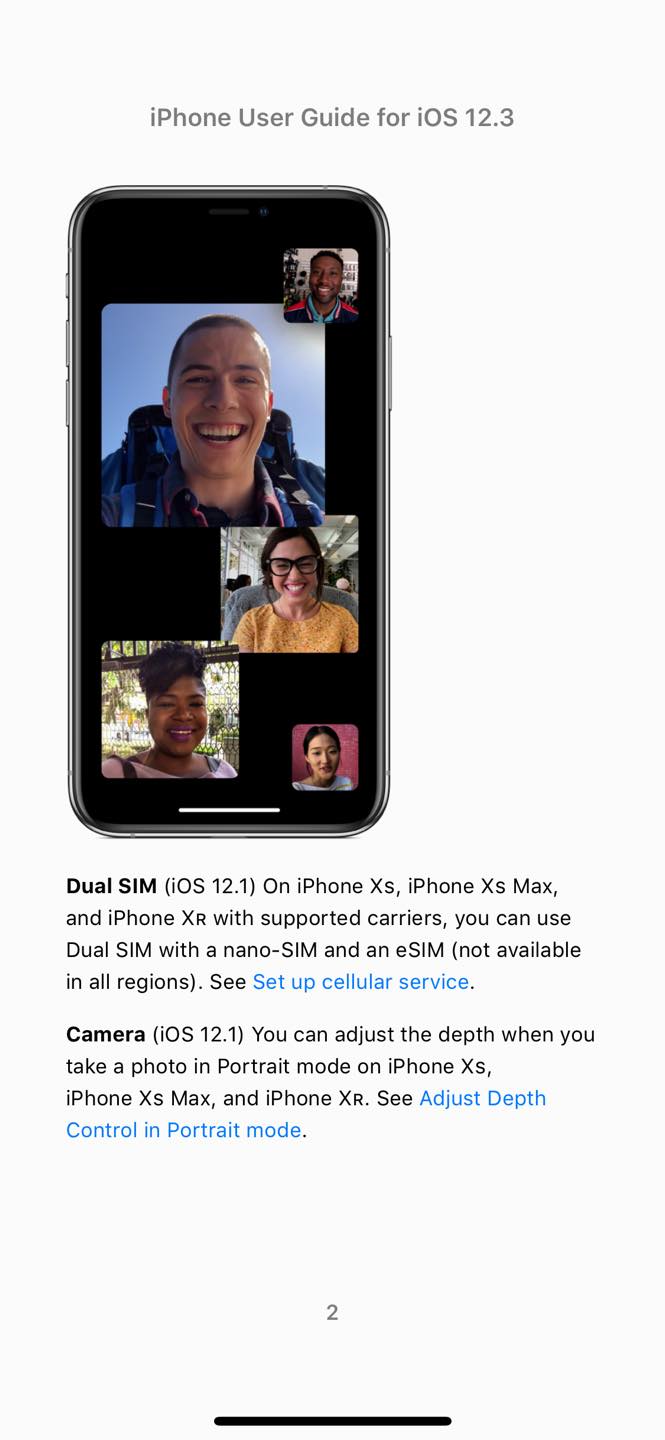 iPhone User Guide for iOS 12.3
Dual SIM (iOS 12.1) On iPhone Xs, iPhone Xs Max,
and iPhone Xʀ with supported carriers, you can use
Dual SIM with a nano-SIM and an eSIM (not available
in all regions). See Set up cellular service.
Camera (iOS 12.1) You can adjust the depth when you
take a photo in Portrait mode on iPhone Xs,
iPhone Xs Max, and iPhone Xʀ. See Adjust Depth
Control in Portrait mode.
2